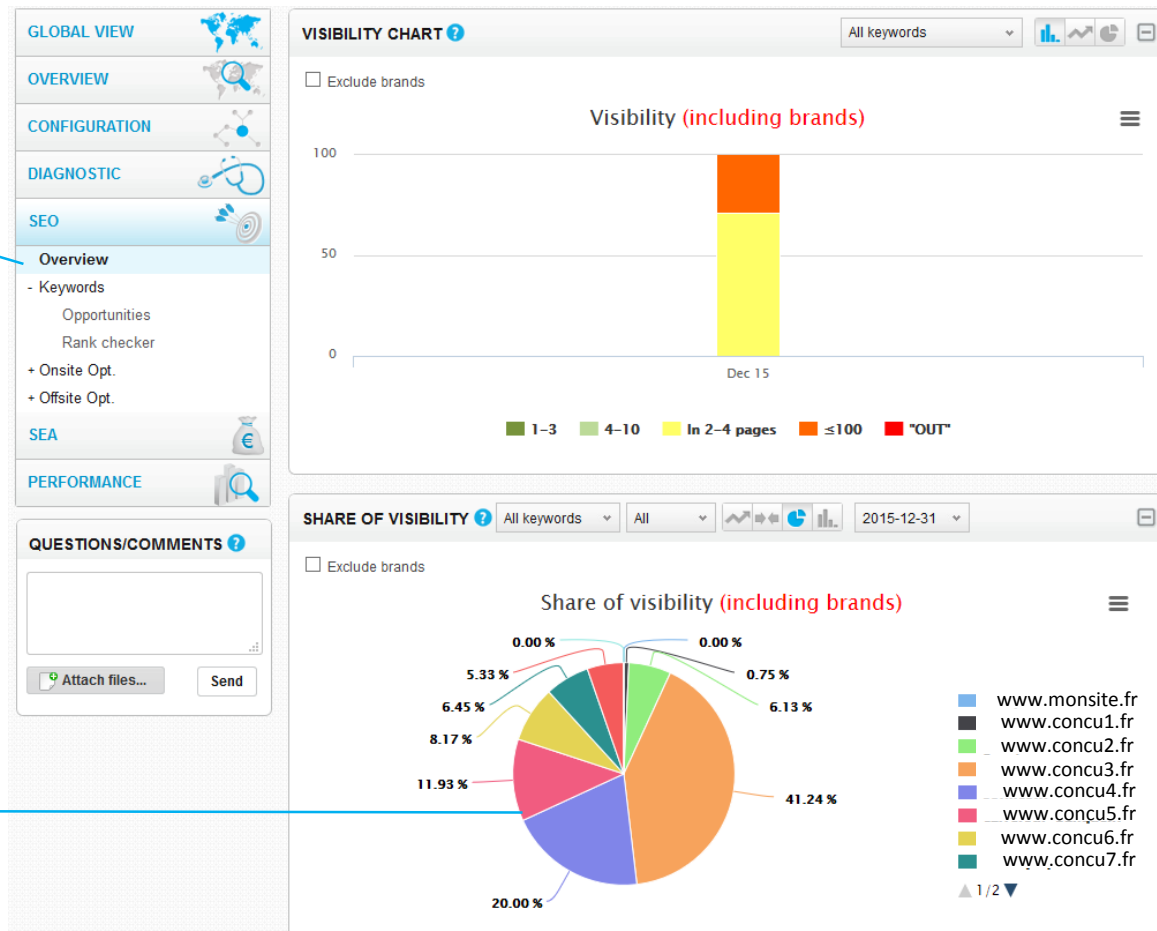 GLOBAL VIEW
OVERVIEW
CONFIGURATION
DIAGNOSTIC
SEO
Overview
- Keywords
Opportunities
Rank checker
+ Onsite Opt.
+ Offsite Opt.
SEA
€
PERFORMANCE
QUESTIONS/COMMENTS ?
Attach files...
Send
VISIBILITY CHART ?
All keywords
Exclude brands
Visibility (including brands)
100
50
0
Dec 15
1-3 4-10 In 2-4 pages ≤100 "OUT"
SHARE OF VISIBILITY ? All keywords All 2015-12-31
Exclude brands
Share of visibility (including brands)
0.00 % 0.00 %
5.33 % 0.75 %
6.45 % 6.13 %
8.17 %
11.93 %
41.24 %
20.00 %
www.monsite.fr
www.concu1.fr
www.concu2.fr
www.concu3.fr
www.concu4.fr
www.concu5.fr
www.concu6.fr
www.concu7.fr
1/2